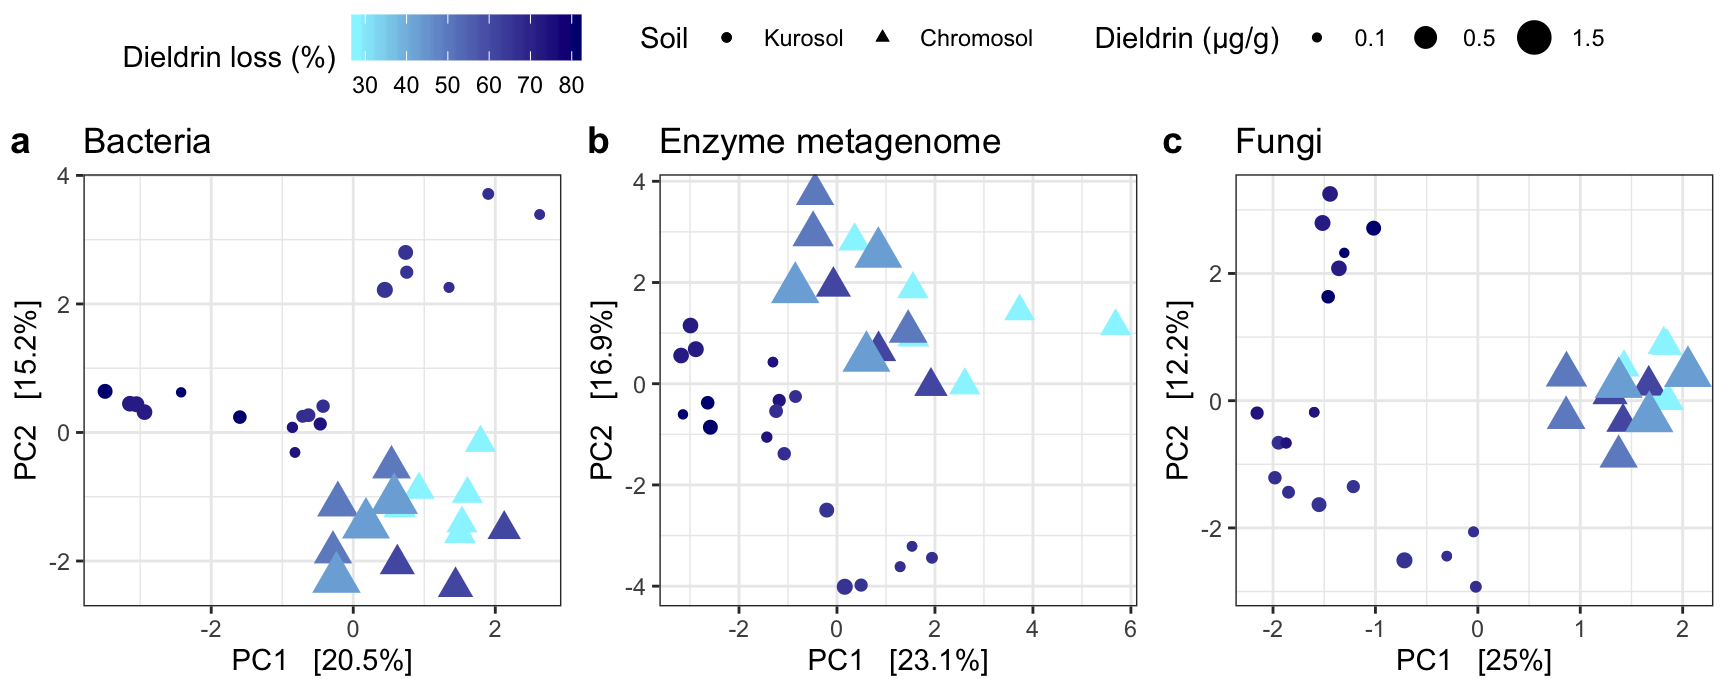 Dieldrin loss (%)
30 40 50 60 70 80
Soil Kurosol Chromosol
Dieldrin (µg/g) 0.1 0.5 1.5
a Bacteria
4
2
0
-2
PC2 [15.2%]
-2 0 2
PC1 [20.5%]
b Enzyme metagenome
4
2
0
-2
-4
PC2 [16.9%]
-2 0 2 4 6
PC1 [23.1%]
c Fungi
2
0
-2
PC2 [12.2%]
-2 -1 0 1 2
PC1 [25%]